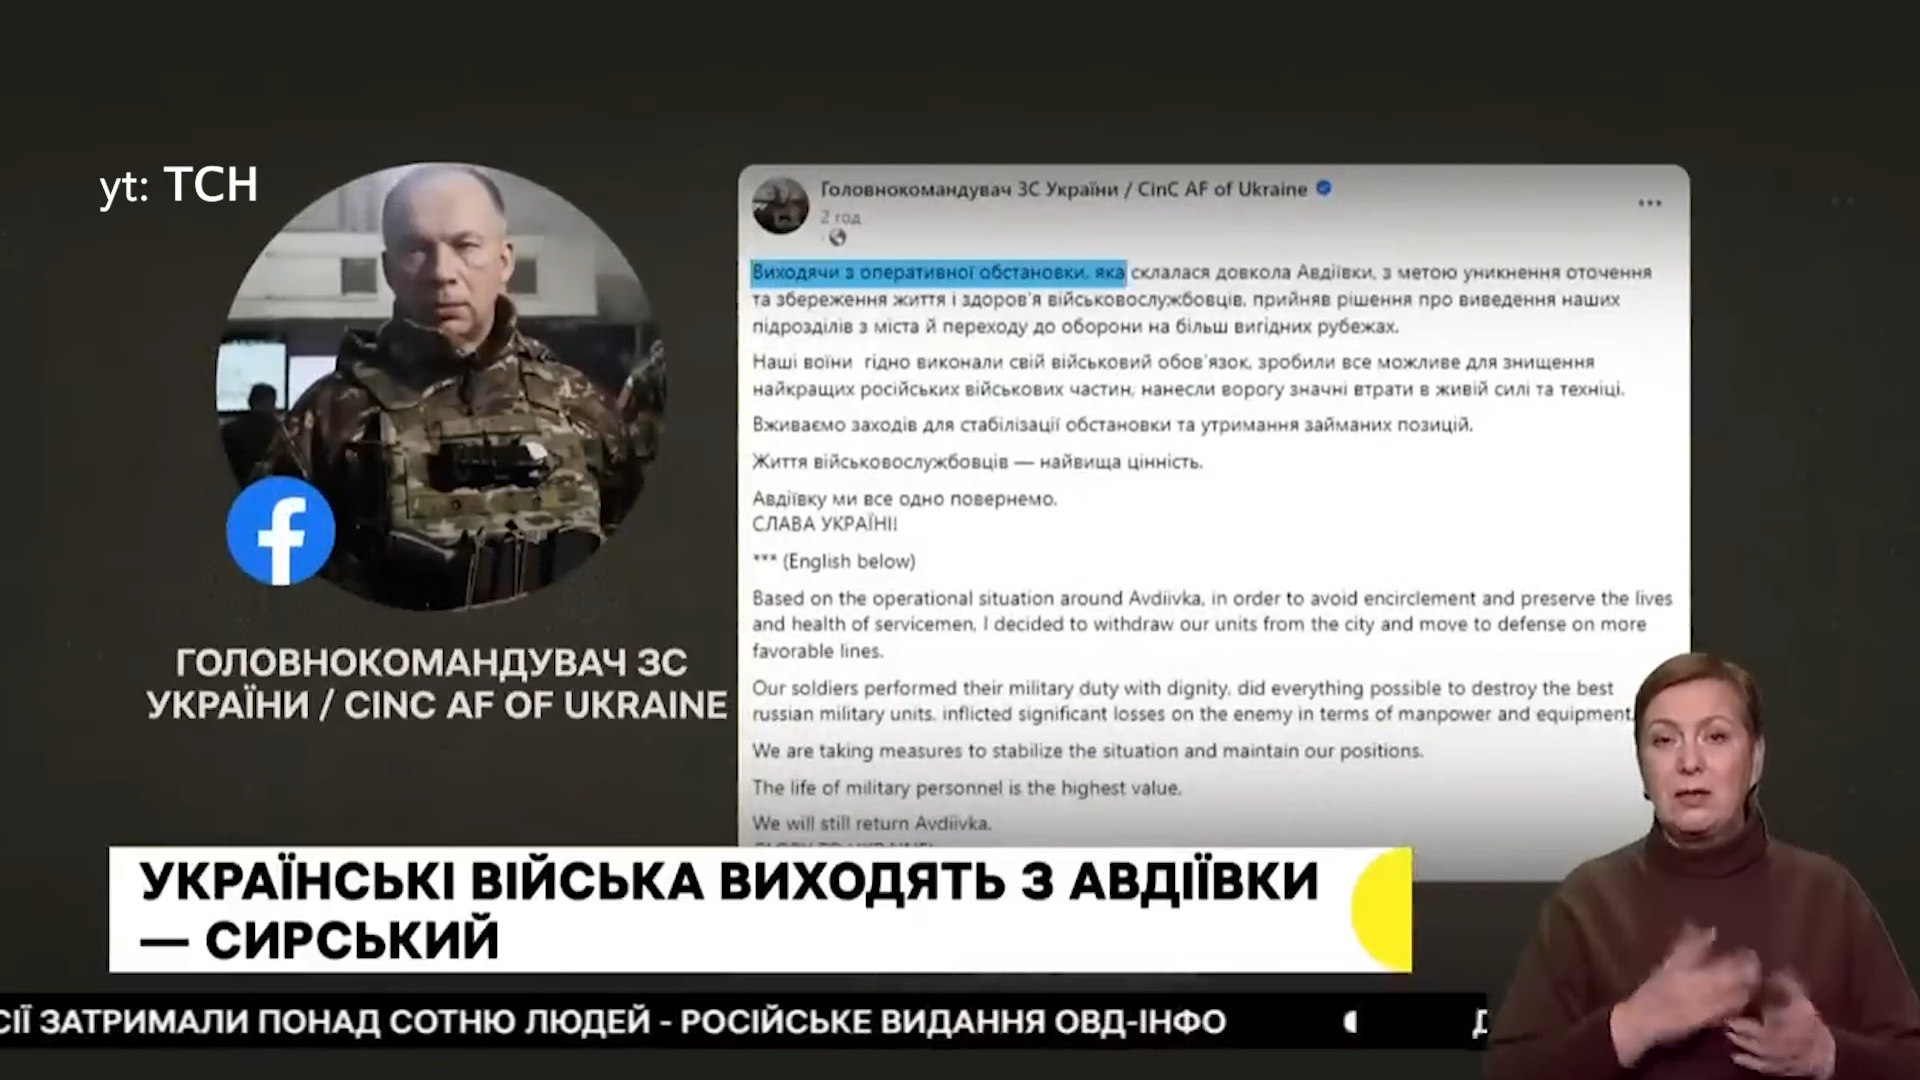 yt: ТСН
Головнокомандувач ЗС України / CinC AF of Ukraine
2 год
Виходячи з оперативної обстановки, яка склалася довкола Авдіївки, з метою уникнення оточення
та збереження життя і здоров'я військовослужбовців, прийняв рішення про виведення наших
підрозділів з міста й переходу до оборони на більш вигідних рубежах.
Наші воїни гідно виконали свій військовий обов'язок, зробили все можливе для знищення
найкращих російських військових частин, нанесли ворогу значні втрати в живій силі та техніці.
Вживаємо заходів для стабілізації обстановки та утримання займаних позицій.
Життя військовослужбовців — найвища цінність.
Авдіївку ми все одно повернемо.
СЛАВА УКРАЇНІ!
*** (English below)
Based on the operational situation around Avdiivka, in order to avoid encirclement and preserve the lives
and health of servicemen, I decided to withdraw our units from the city and move to defense on more
favorable lines.
Our soldiers performed their military duty with dignity, did everything possible to destroy the best
russian military units, inflicted significant losses on the enemy in terms of manpower and equipment.
We are taking measures to stabilize the situation and maintain our positions.
The life of military personnel is the highest value.
We will still return Avdiivka.
ГОЛОВНОКОМАНДУВАЧ ЗС
УКРАЇНИ / CINC AF OF UKRAINE
УКРАЇНСЬКІ ВІЙСЬКА ВИХОДЯТЬ З АВДІЇВКИ
— СИРСЬКИЙ
СІЇ ЗАТРИМАЛИ ПОНАД СОТНЮ ЛЮДЕЙ - РОСІЙСЬКЕ ВИДАННЯ ОВД-ІНФО